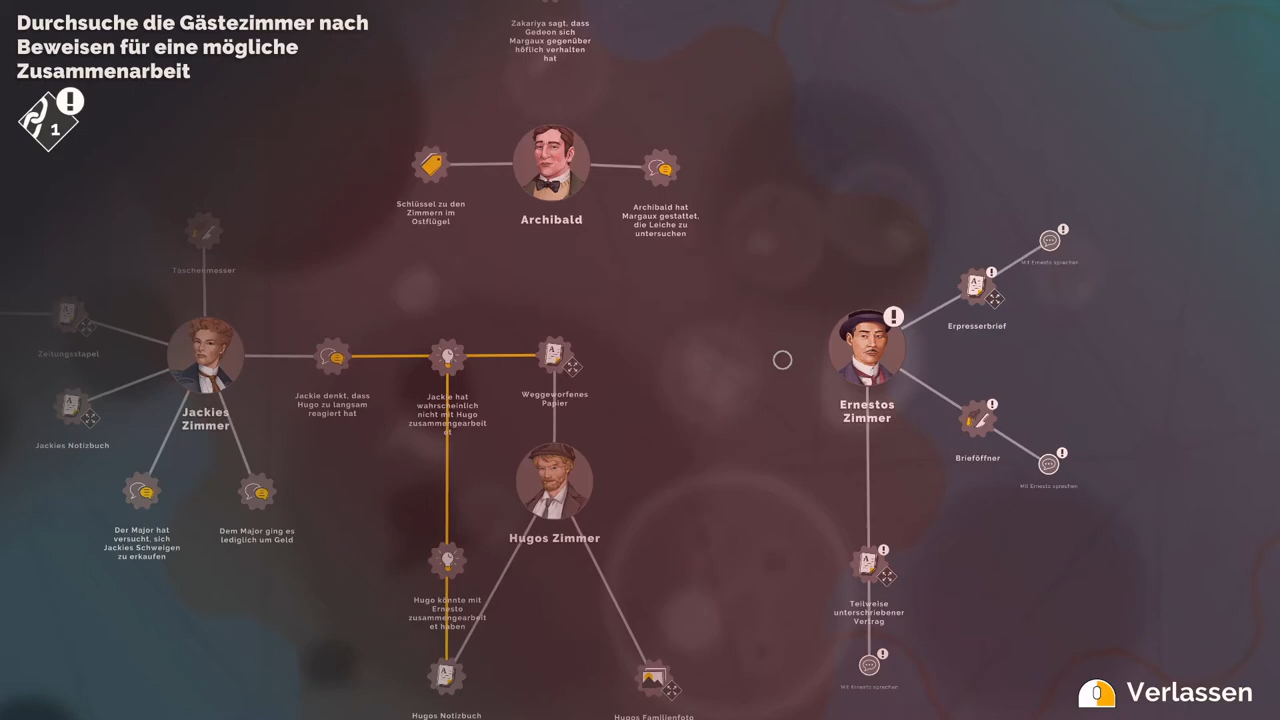 Durchsuche die Gästezimmer nach
Beweisen für eine mögliche
Zusammenarbeit
1
Zakariya sagt, dass
Gedeon sich
Margaux gegenüber
höflich verhalten
hat
Schlüssel zu den
Zimmern im
Ostflügel
Archibald
Archibald hat
Margaux gestattet,
die Leiche zu
untersuchen
Taschenmesser
Mit Ernesto sprechen
Erpresserbrief
Zeitungsstapel
Jackies
Zimmer
Jackie denkt, dass
Hugo zu langsam
reagiert hat
Jackie hat
wahrscheinlich
nicht mit Hugo
zusammengearbeit
et
Weggeworfenes
Papier
Ernestos
Zimmer
Jackies Notizbuch
Brieföffner
Mit Ernesto sprechen
Der Major hat
versucht, sich
Jackies Schweigen
zu erkaufen
Dem Major ging es
lediglich um Geld
Hugos Zimmer
Hugo könnte mit
Ernesto
zusammengearbeit
et haben
Teilweise
unterschriebener
Vertrag
Mit Ernesto sprechen
Hugos Notizbuch
Hugos Familienfoto
Verlassen